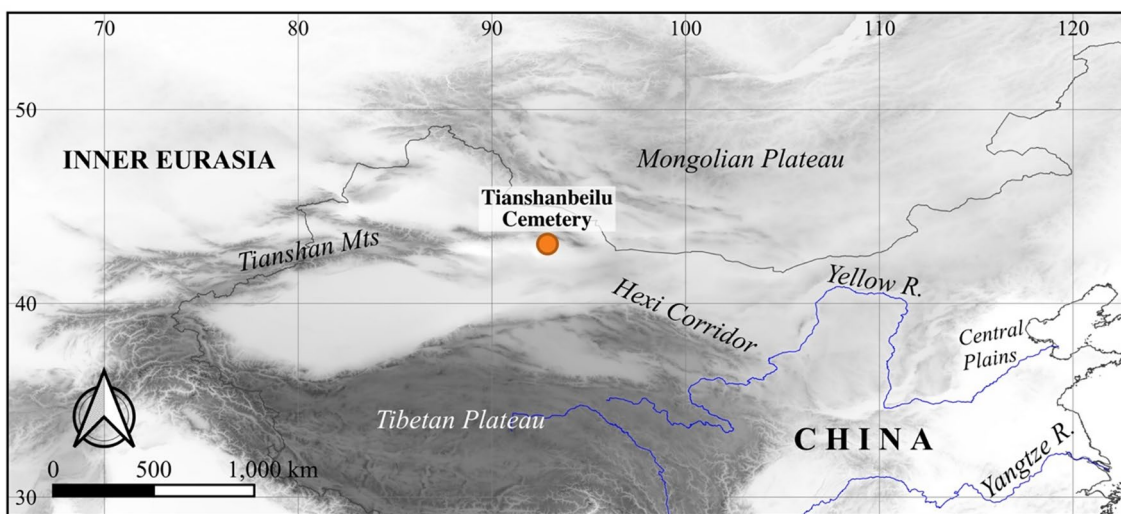 70 80 90 100 110 120
50
INNER EURASIA
Mongolian Plateau
Tianshanbeilu
Cemetery
Tianshan Mts
Yellow R.
Hexi Corridor
40
Central
Plains
Tibetan Plateau
CHINA
Yangtze R.
0 500 1,000 km
30